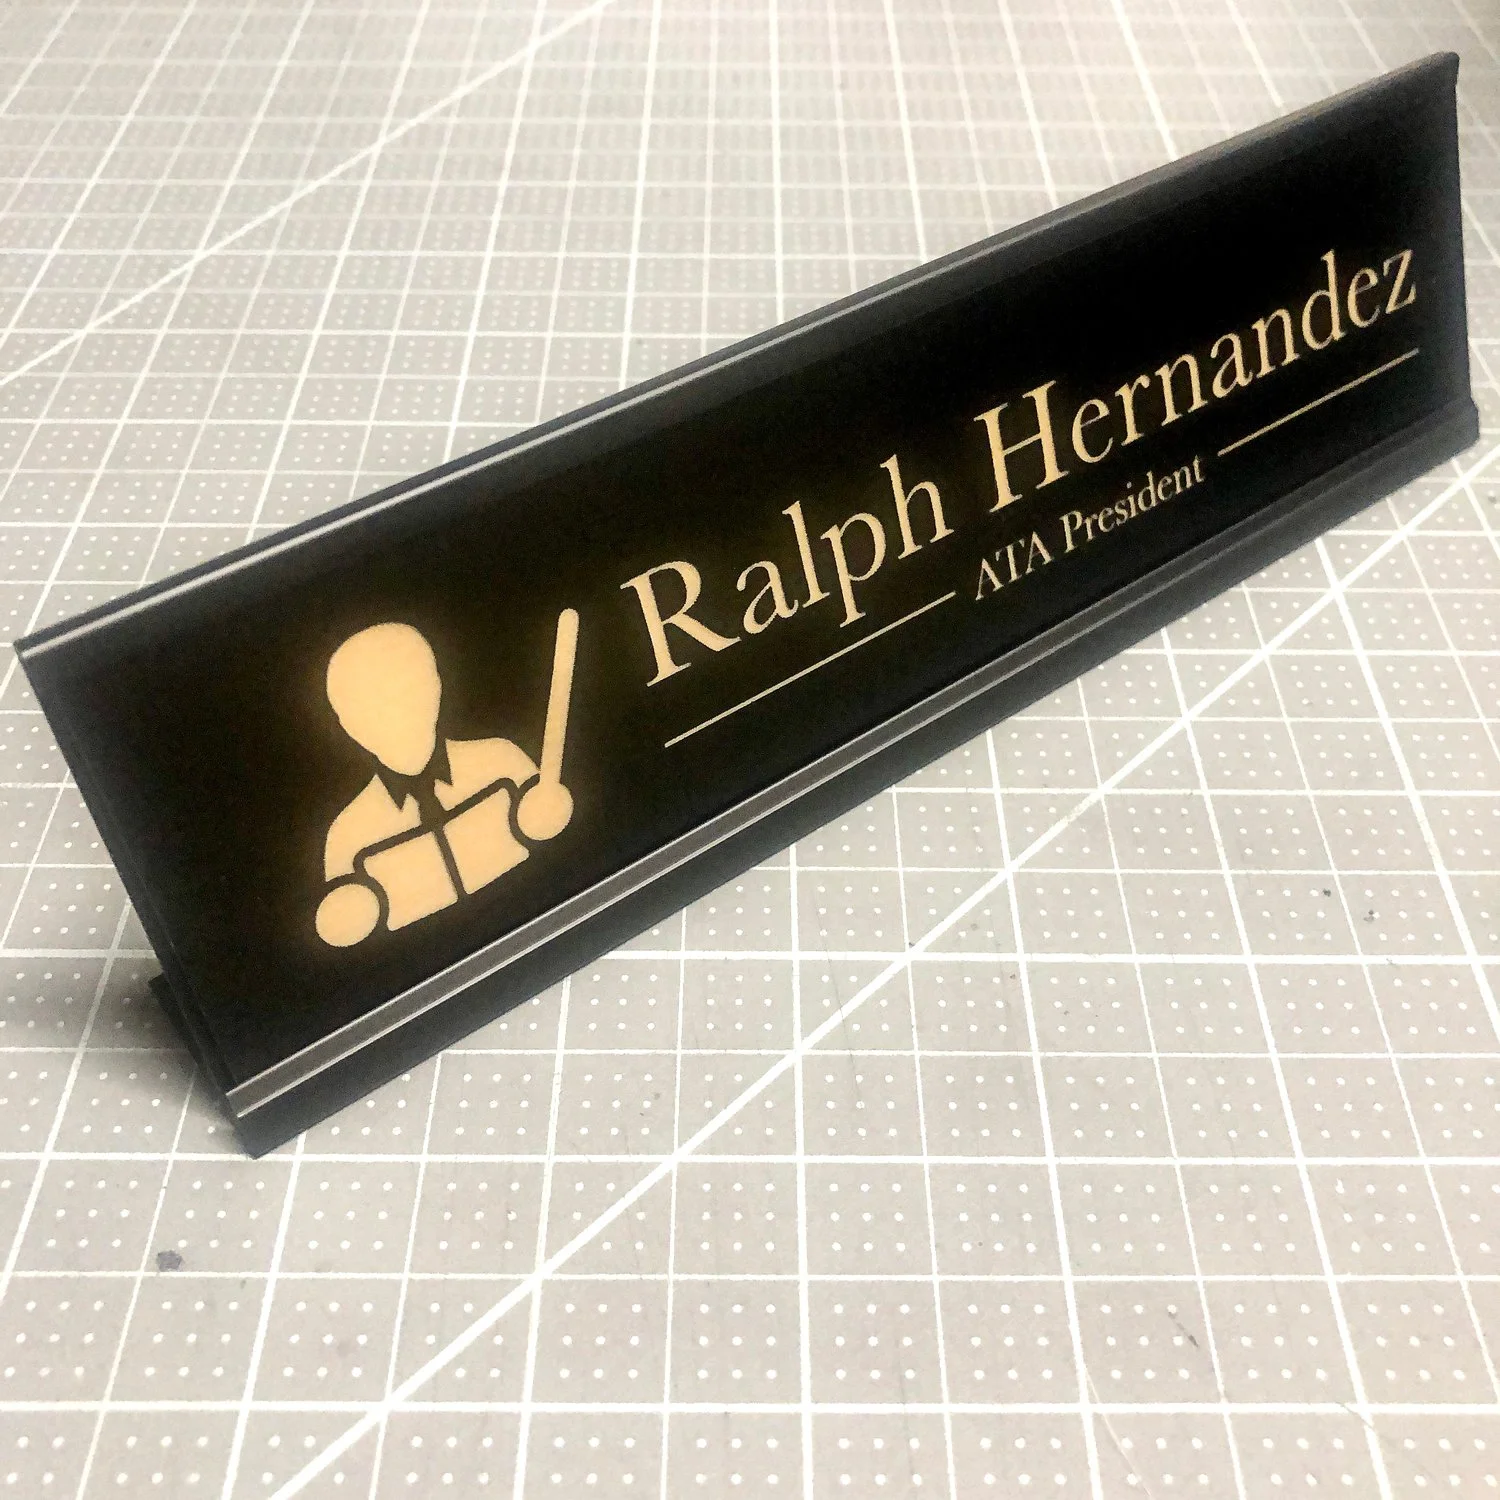 Ralph Hernandez
ATA President